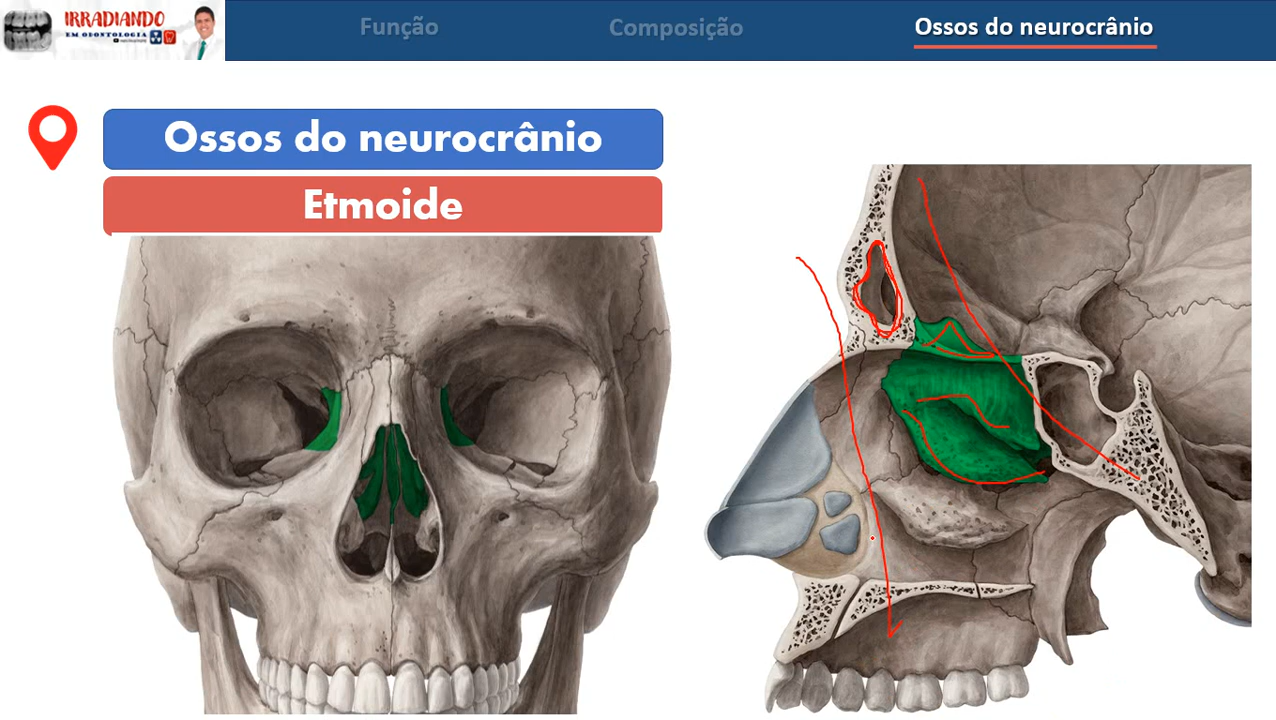 IRRADIANDO
EM ODONTOLOGIA
Função
Composição
Ossos do neurocrânio
Ossos do neurocrânio
Etmoide